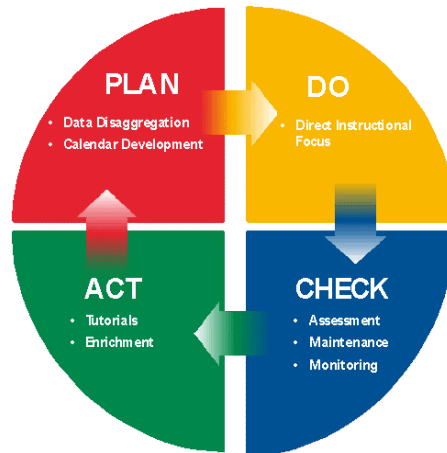 PLAN
• Data Disaggregation
• Calendar Development
DO
• Direct Instructional
Focus
ACT
• Tutorials
• Enrichment
CHECK
• Assessment
• Maintenance
• Monitoring